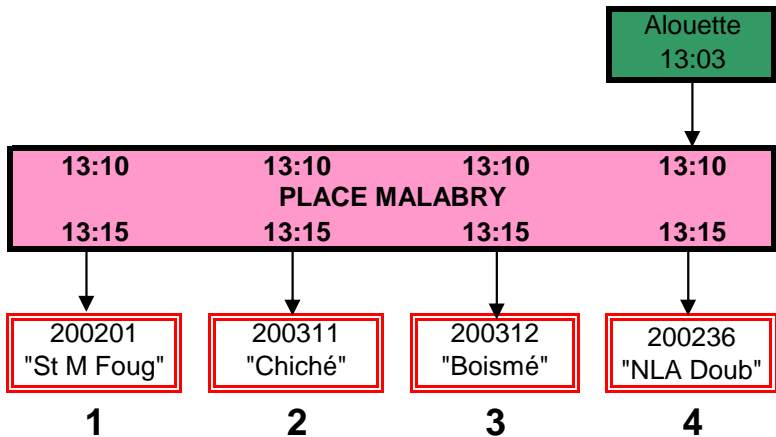 Alouette
13:03
13:10 13:10 13:10 13:10
PLACE MALABRY
13:15 13:15 13:15 13:15
200201 200311 200312 200236
"St M Foug" "Chiché" "Boismé" "NLA Doub"
1 2 3 4